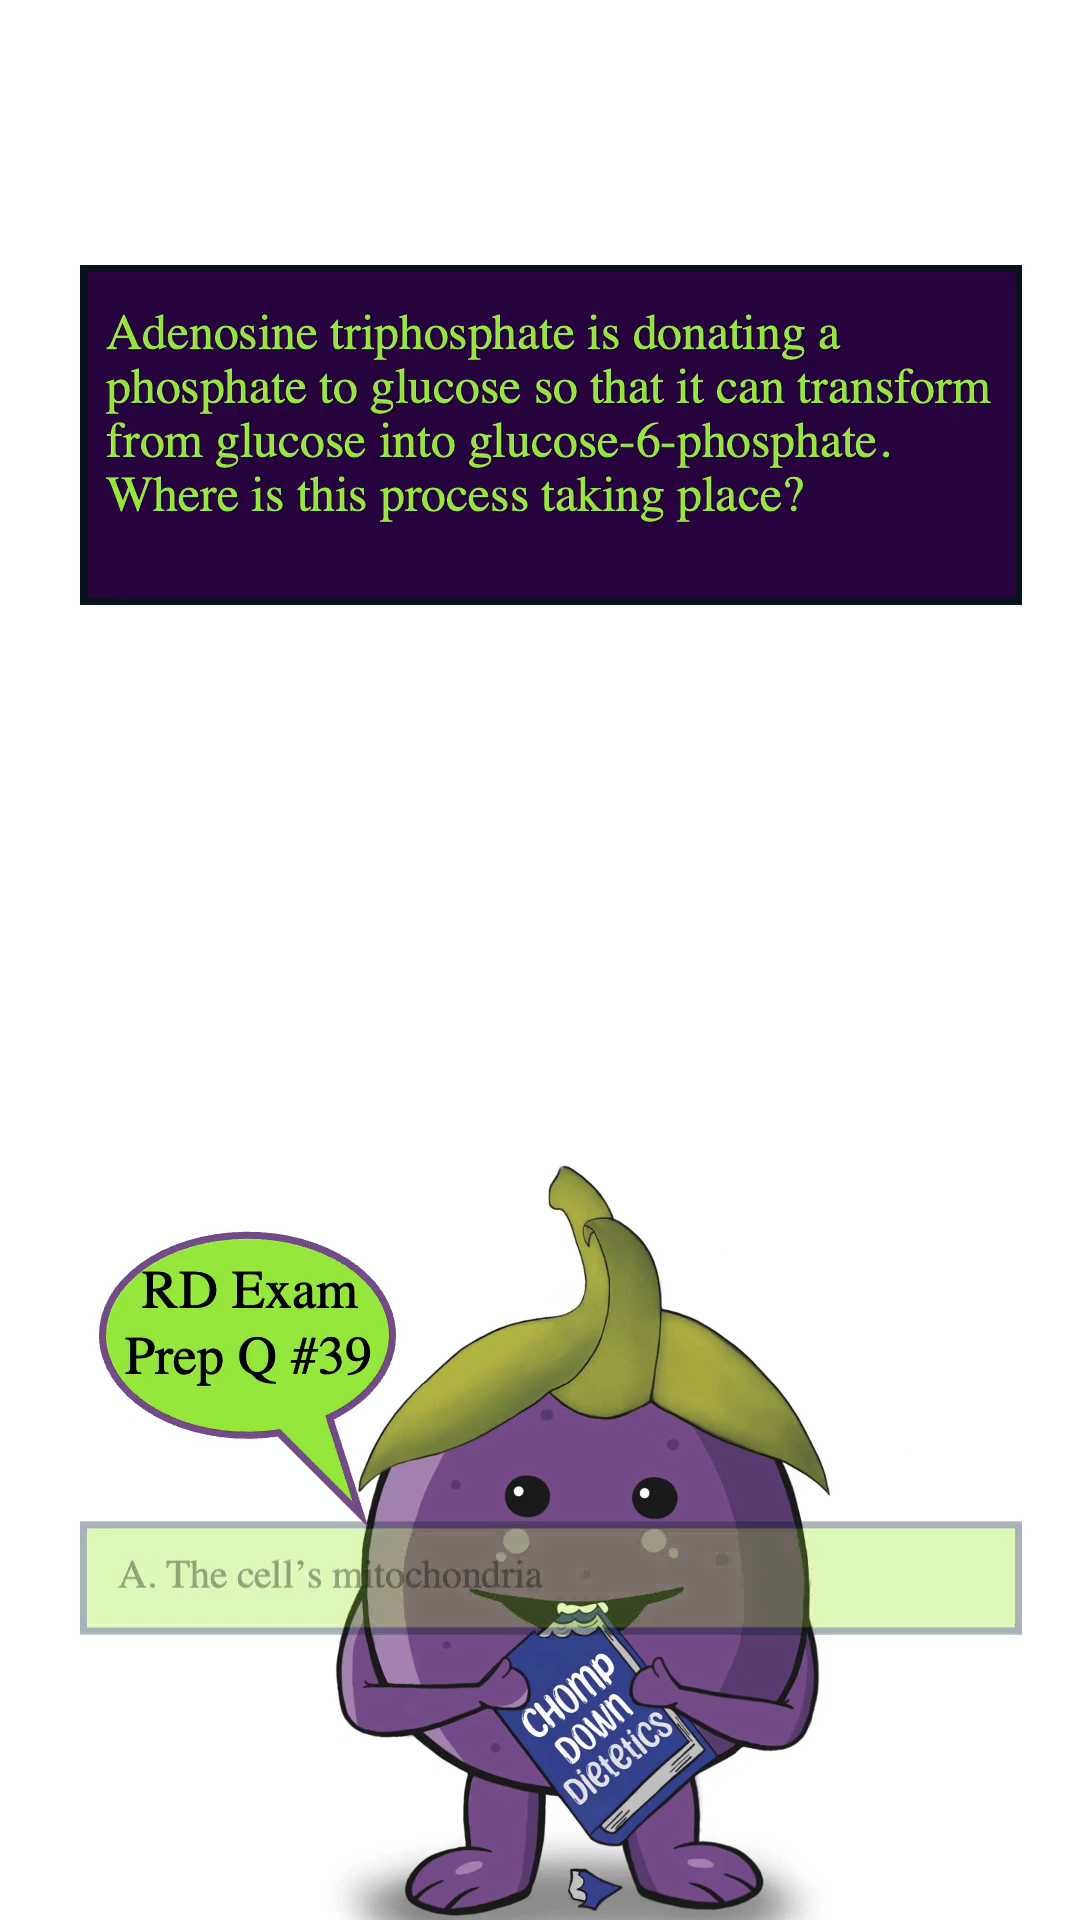 Adenosine triphosphate is donating a
phosphate to glucose so that it can transform
from glucose into glucose-6-phosphate.
Where is this process taking place?
RD Exam
Prep Q #39
A. The cell’s mitochondria
CHOMP
DOWN
Dietetics